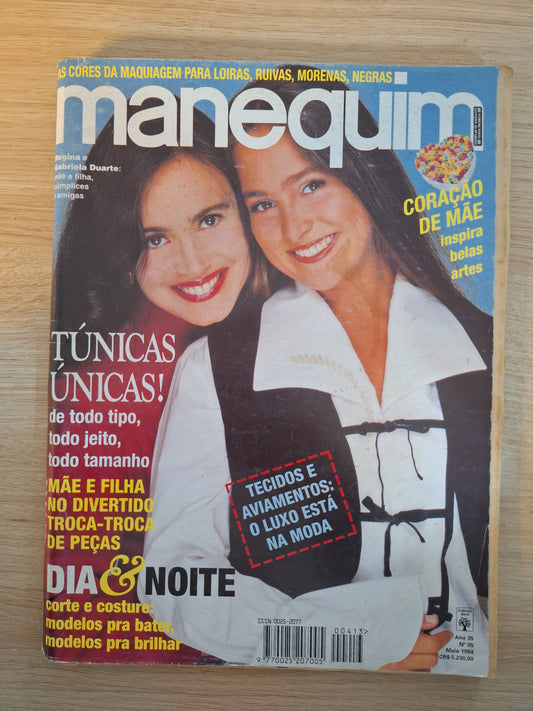 AS CORES DA MAQUIAGEM PARA LOIRAS, RUIVAS, MORENAS, NEGRAS
manequim
Regina e
Gabriela Duarte:
mãe e filha,
cúmplices
amigas
CORAÇÃO
DE MÃE
inspira
belas
artes
TÚNICAS
ÚNICAS!
de todo tipo,
todo jeito,
todo tamanho
MÃE E FILHA
NO DIVERTIDO
TROCA-TROCA
DE PEÇAS
TECIDOS E
AVIAMENTOS:
O LUXO ESTÁ
NA MODA
DIA & NOITE
corte e costure:
modelos pra bater,
modelos pra brilhar
ISSN 0025-2077
00413>
9 770025 207005
Ano 35
Nº 05
Maio 1994
CR$ 5.200,00